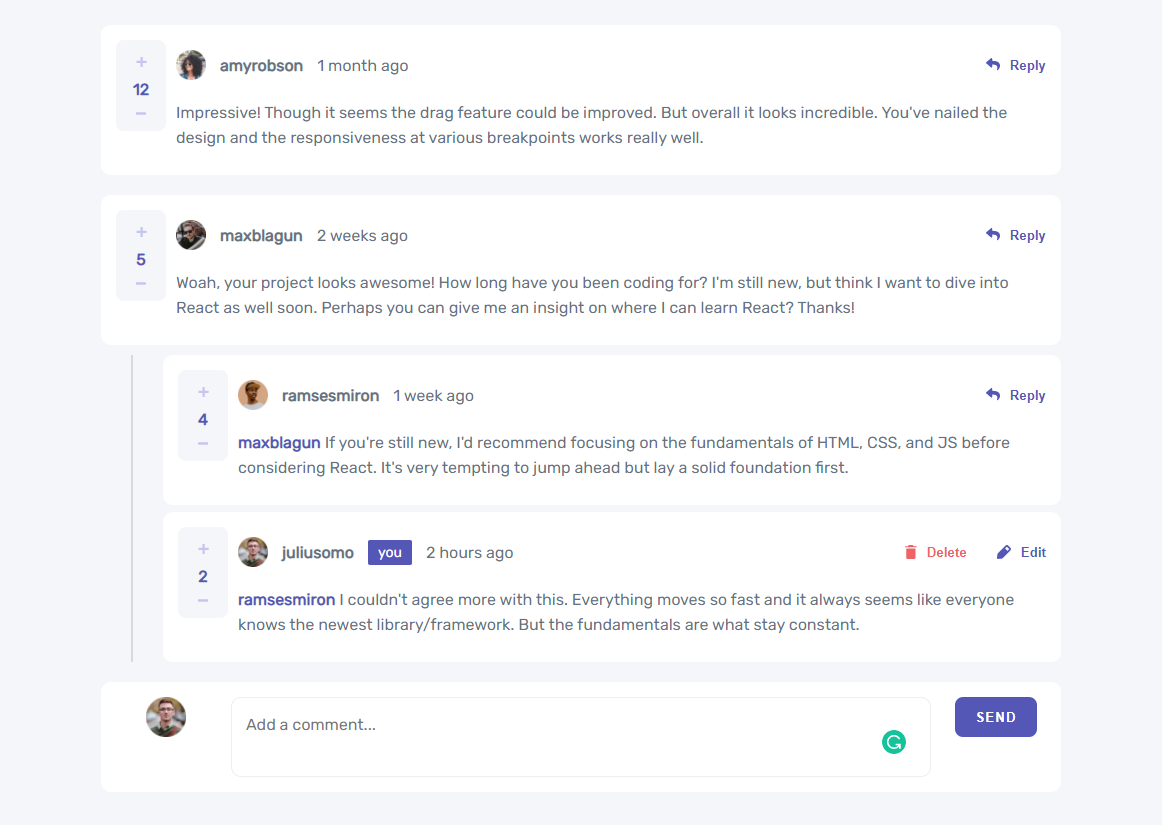 +
12
−
amyrobson 1 month ago Reply
Impressive! Though it seems the drag feature could be improved. But overall it looks incredible. You've nailed the
design and the responsiveness at various breakpoints works really well.
+
5
−
maxblagun 2 weeks ago Reply
Woah, your project looks awesome! How long have you been coding for? I'm still new, but think I want to dive into
React as well soon. Perhaps you can give me an insight on where I can learn React? Thanks!
+
4
−
ramsesmiron 1 week ago Reply
maxblagun If you're still new, I'd recommend focusing on the fundamentals of HTML, CSS, and JS before
considering React. It's very tempting to jump ahead but lay a solid foundation first.
+
2
−
juliusomo you 2 hours ago Delete Edit
ramsesmiron I couldn't agree more with this. Everything moves so fast and it always seems like everyone
knows the newest library/framework. But the fundamentals are what stay constant.
Add a comment...
SEND